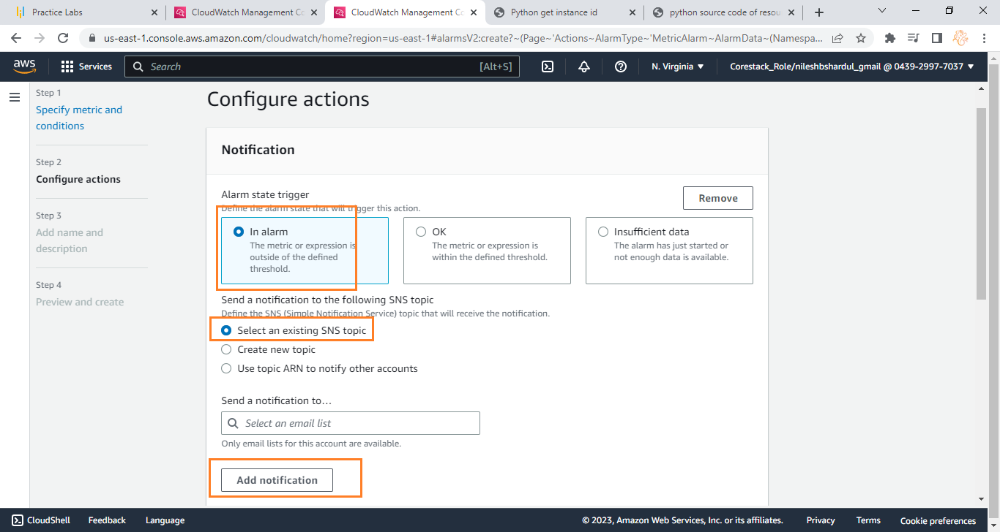 Practice Labs
CloudWatch Management Co
CloudWatch Management Co
Python get instance id
python source code of resou
us-east-1.console.aws.amazon.com/cloudwatch/home?region=us-east-1#alarmsV2:create?~(Page~'Actions~AlarmType~'MetricAlarm~AlarmData~(Namespa...
aws
Services
Search
[Alt+S]
N. Virginia
Corestack_Role/nileshbshardul_gmail @ 0439-2997-7037
Step 1
Specify metric and
conditions
Step 2
Configure actions
Step 3
Add name and
description
Step 4
Preview and create
Configure actions
Notification
Alarm state trigger
Define the alarm state that will trigger this action.
Remove
In alarm
The metric or expression is
outside of the defined
threshold.
OK
The metric or expression is
within the defined threshold.
Insufficient data
The alarm has just started or
not enough data is available.
Send a notification to the following SNS topic
Define the SNS (Simple Notification Service) topic that will receive the notification.
Select an existing SNS topic
Create new topic
Use topic ARN to notify other accounts
Send a notification to...
Select an email list
Only email lists for this account are available.
Add notification
CloudShell
Feedback
Language
© 2023, Amazon Web Services, Inc. or its affiliates.
Privacy
Terms
Cookie preferences